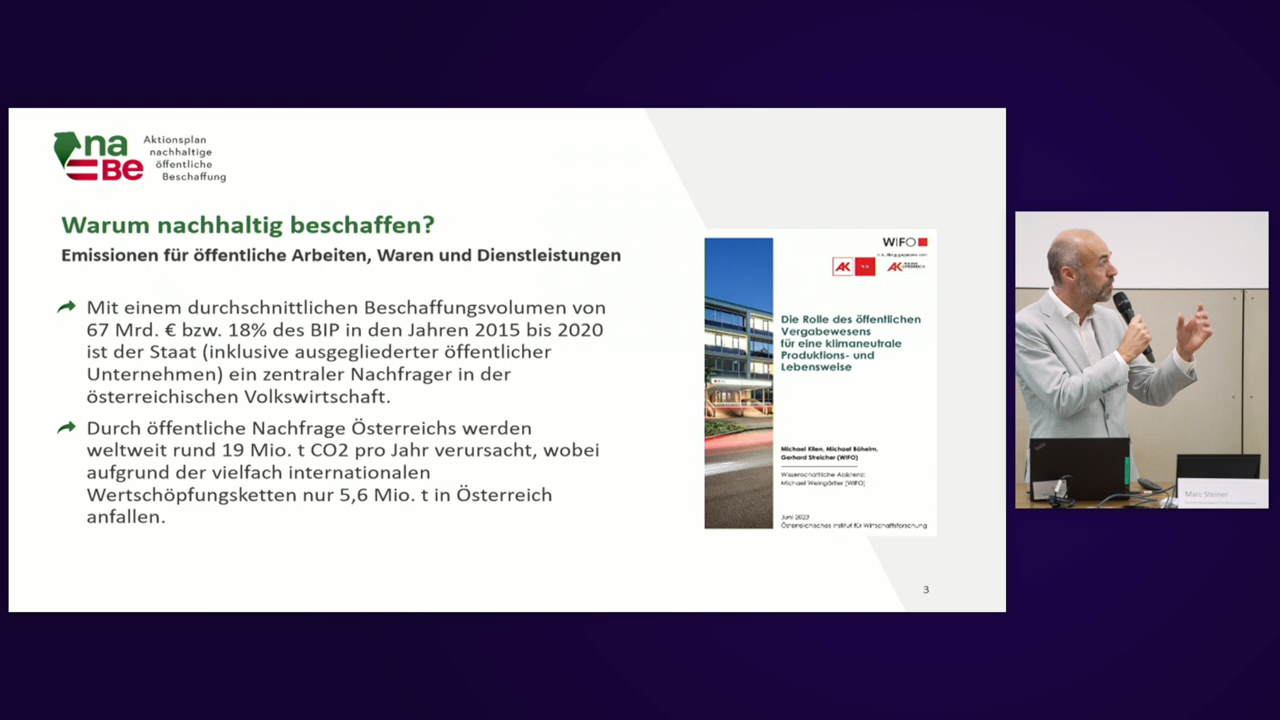 na
Be
Aktionsplan
nachhaltige
öffentliche
Beschaffung
Warum nachhaltig beschaffen?
Emissionen für öffentliche Arbeiten, Waren und Dienstleistungen
Mit einem durchschnittlichen Beschaffungsvolumen von
67 Mrd. € bzw. 18% des BIP in den Jahren 2015 bis 2020
ist der Staat (inklusive ausgegliederter öffentlicher
Unternehmen) ein zentraler Nachfrager in der
österreichischen Volkswirtschaft.
Durch öffentliche Nachfrage Österreichs werden
weltweit rund 19 Mio. t CO2 pro Jahr verursacht, wobei
aufgrund der vielfach internationalen
Wertschöpfungsketten nur 5,6 Mio. t in Österreich
anfallen.
WIFO
AK
AK
Die Rolle des öffentlichen
Vergabewesens
für eine klimaneutrale
Produktions- und
Lebensweise
Michael Klien, Michael Böheim,
Gerhard Streicher (WIFO)
Wissenschaftliche Assistenz:
Michael Weingärtler (WIFO)
Juni 2023
Österreichisches Institut für Wirtschaftsforschung
3
Marc Steiner